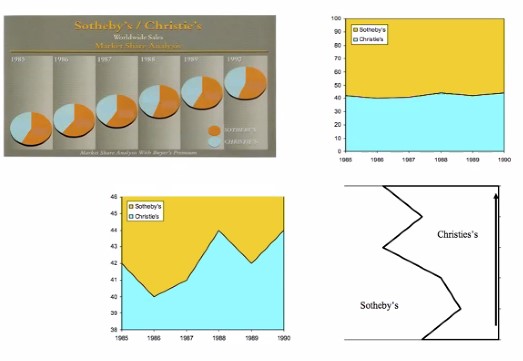 Sotheby's / Christie's
Worldwide Sales
Market Share Analysis
1985 1986 1987 1988 1989 1990
SOTHEBY'S
CHRISTIE'S
Market Share Analysis With Buyer's Premium
100
90
80
70
60
50
40
30
20
10
0
Sotheby's
Christie's
1985 1986 1987 1988 1989 1990
46
45
44
43
42
41
40
39
38
Sotheby's
Christie's
1985 1986 1987 1988 1989 1990
Christies's
Sotheby's